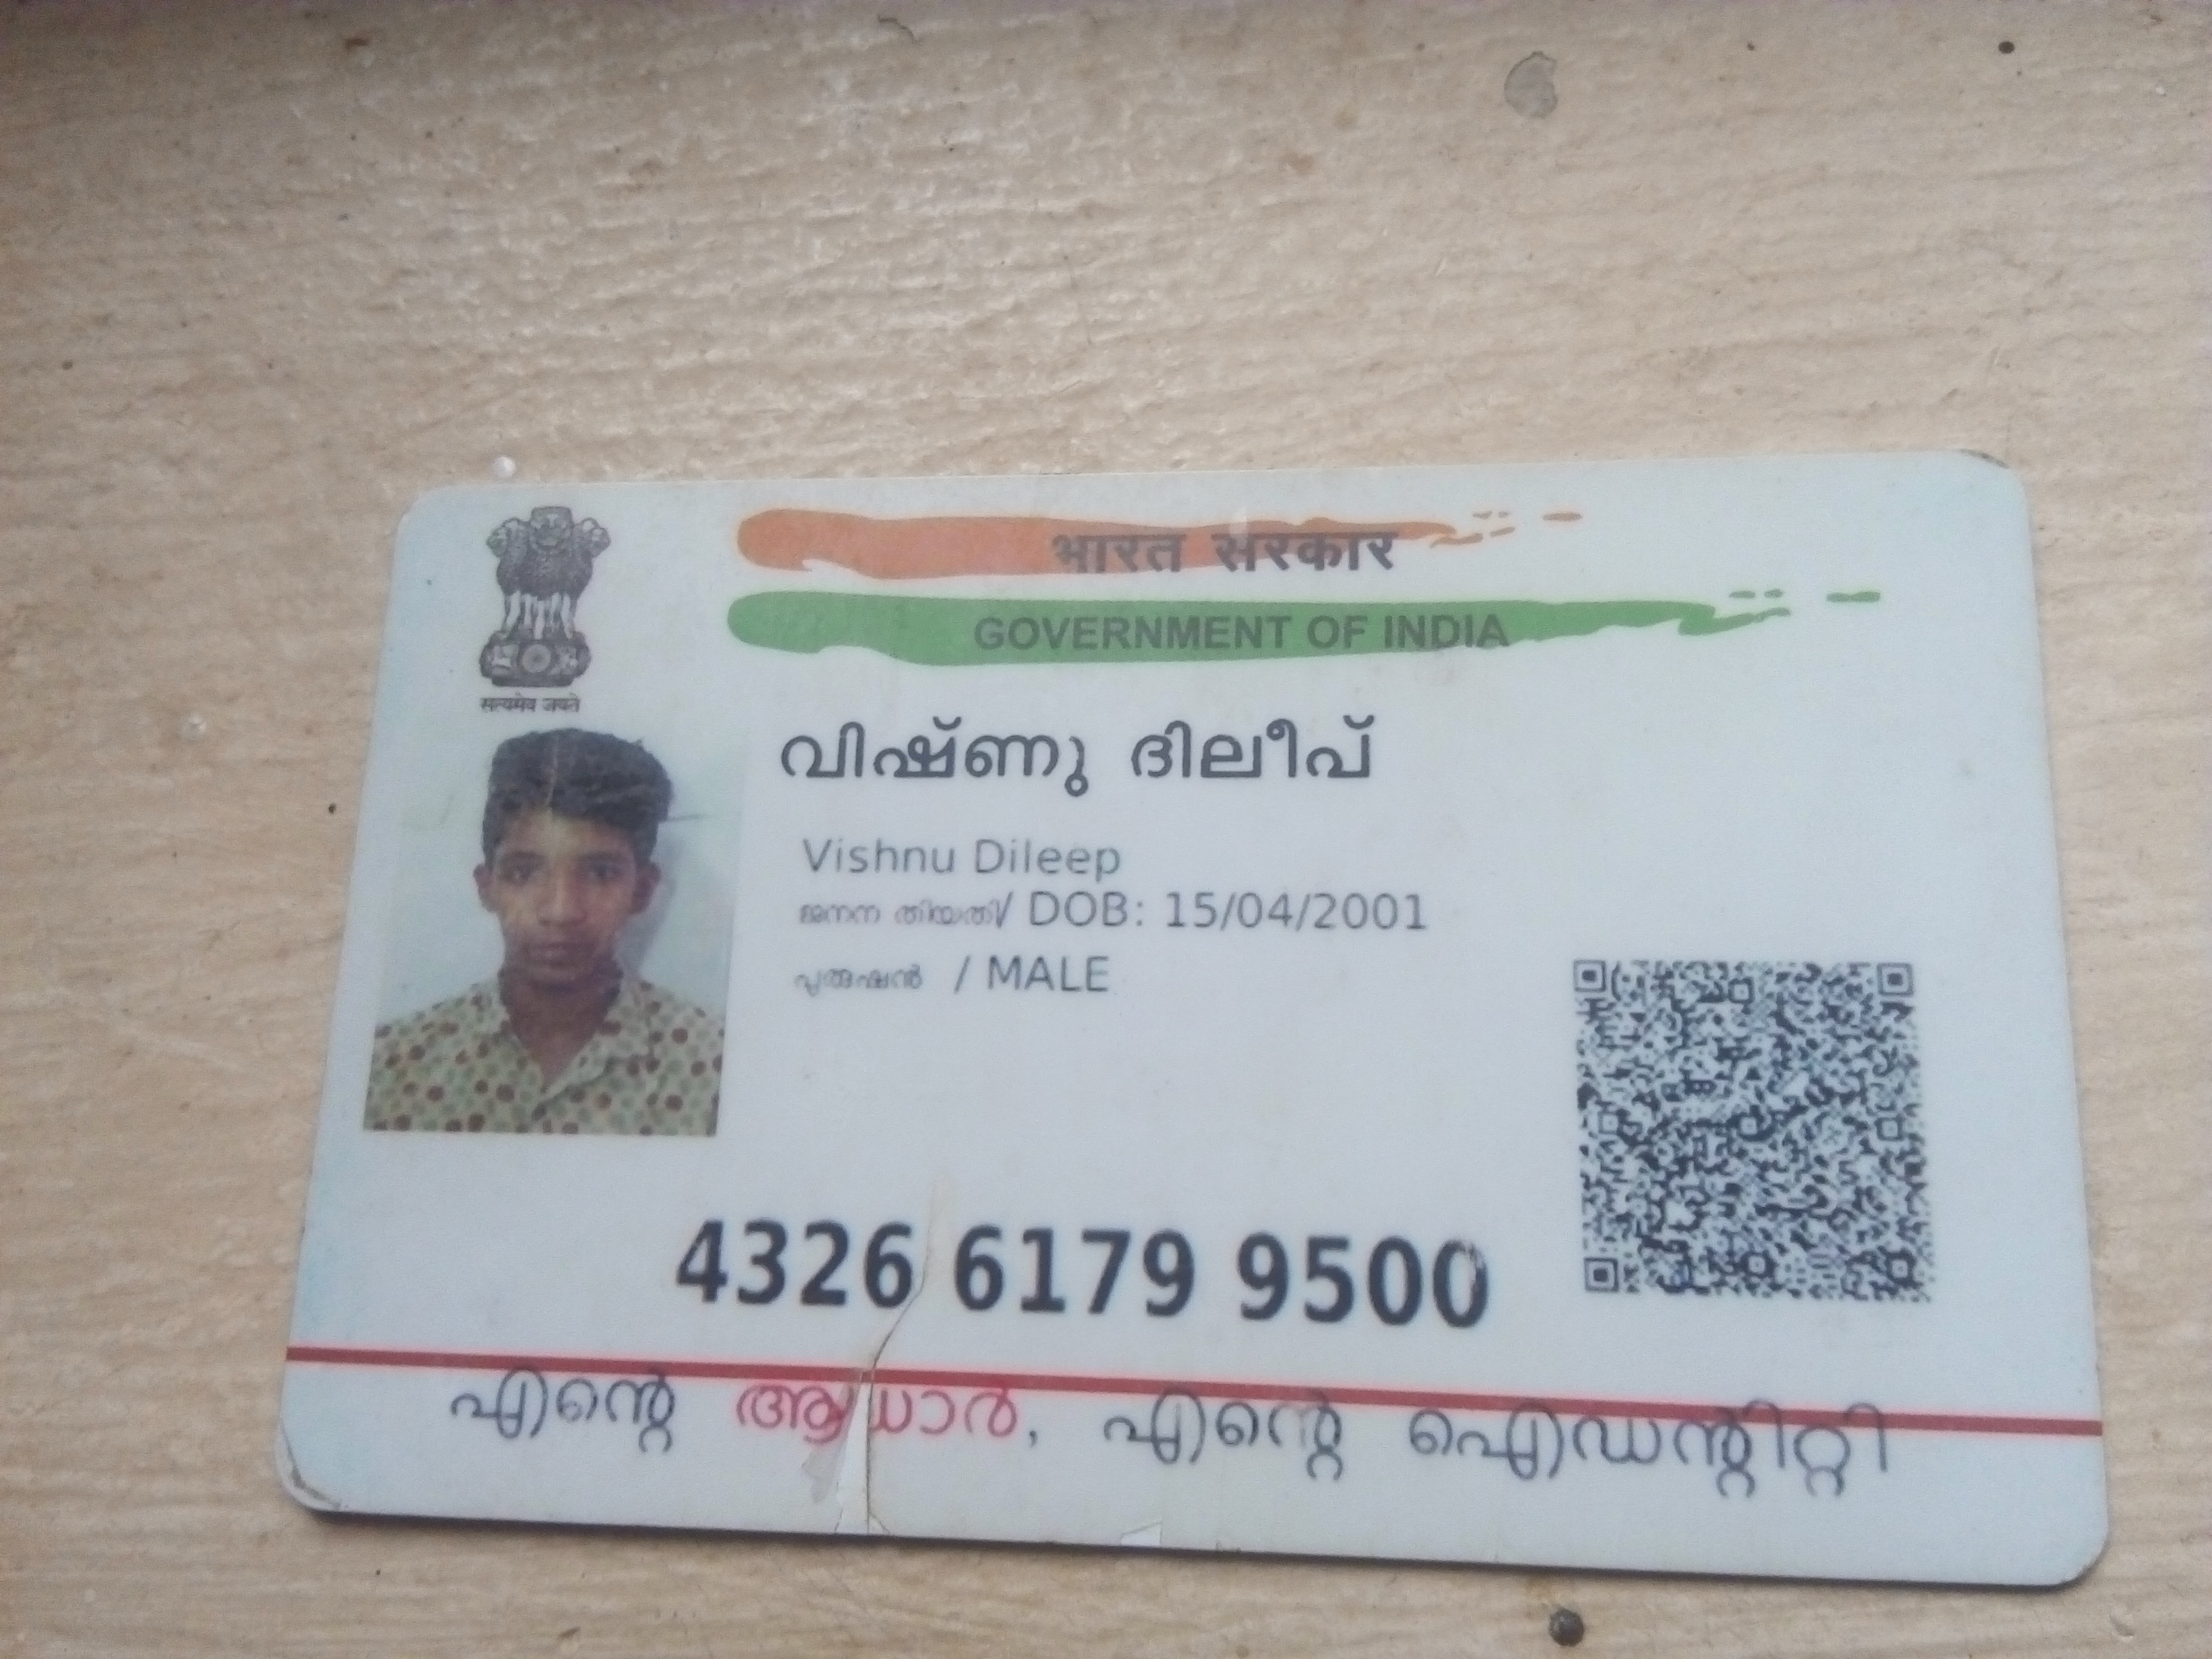 भारत सरकार
GOVERNMENT OF INDIA
सत्यमेव जयते
വിഷ്ണു ദിലീപ്
Vishnu Dileep
ജനന തിയതി/ DOB: 15/04/2001
പുരുഷൻ / MALE
4326 6179 9500
എന്റെ ആധാർ, എന്റെ ഐഡന്റിറ്റി